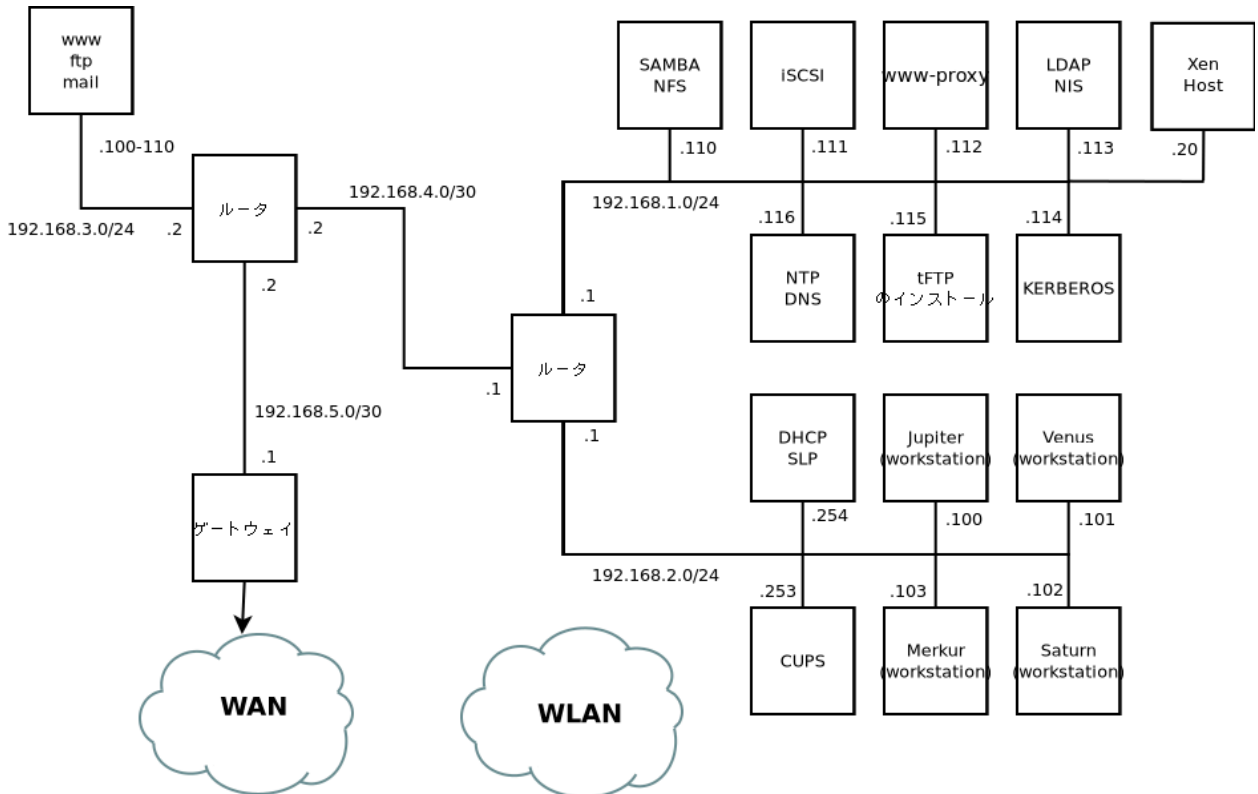 www
ftp
mail
.100-110
192.168.3.0/24
.2
ルータ
.2
192.168.4.0/30
.2
192.168.5.0/30
.1
ゲートウェイ
WAN
SAMBA
NFS
iSCSI
www-proxy
LDAP
NIS
Xen
Host
.110
.111
.112
.113
.20
192.168.1.0/24
.116
.115
.114
NTP
DNS
tFTP
のインストール
KERBEROS
.1
ルータ
.1
.1
DHCP
SLP
Jupiter
(workstation)
Venus
(workstation)
.254
.100
.101
192.168.2.0/24
.253
.103
.102
CUPS
Merkur
(workstation)
Saturn
(workstation)
WLAN